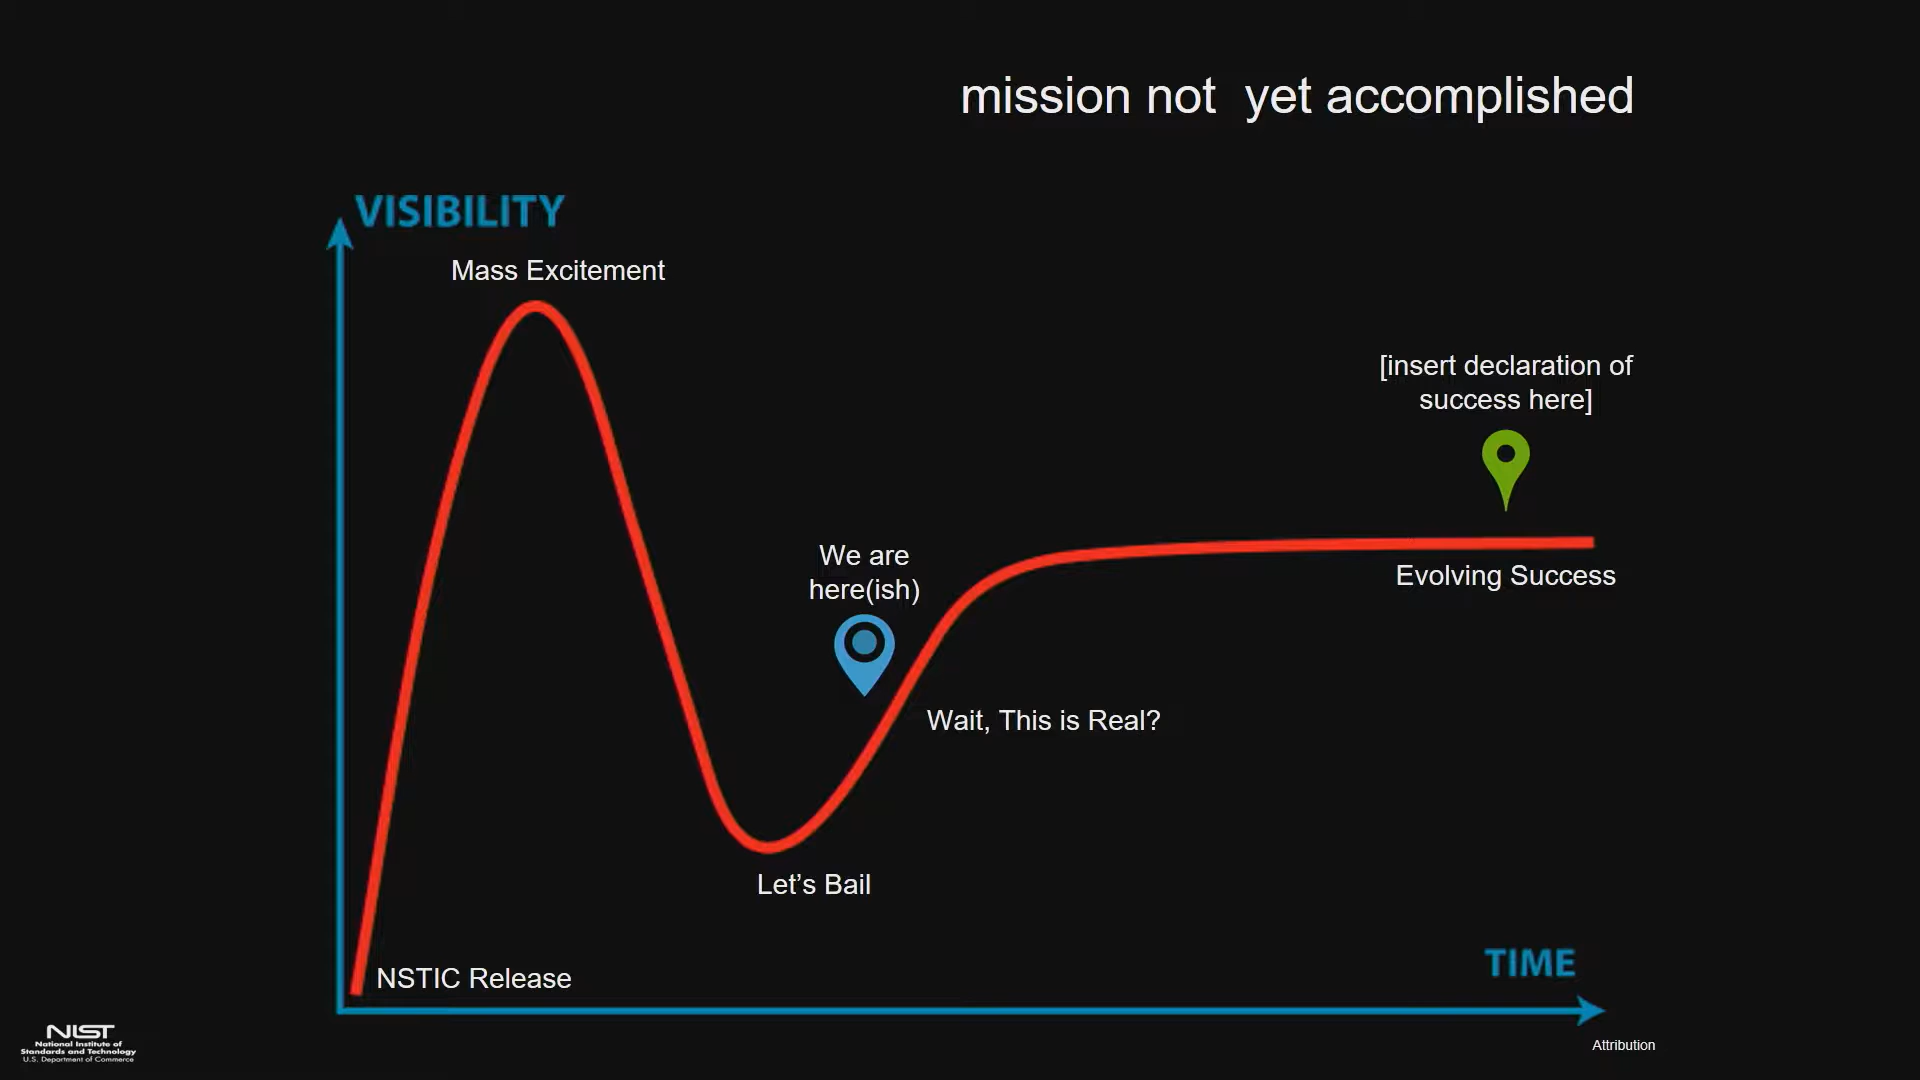 mission not  yet accomplished
VISIBILITY
Mass Excitement
[insert declaration of
success here]
We are
here(ish)
Evolving Success
Wait, This is Real?
Let’s Bail
TIME
NSTIC Release
NIST
National Institute of
Standards and Technology
U.S. Department of Commerce
Attribution